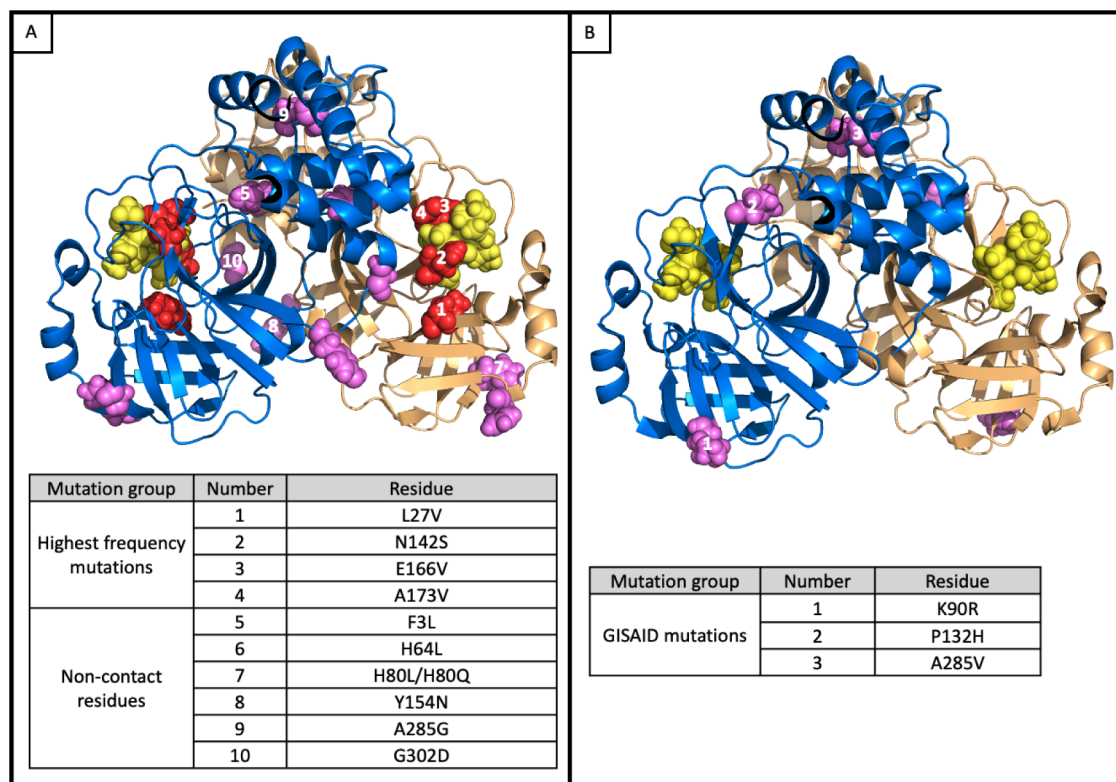 A
9
5
3
4
10
2
8
1
7
Mutation group Number Residue
Highest frequency mutations 1 L27V
2 N142S
3 E166V
4 A173V
Non-contact residues 5 F3L
6 H64L
7 H80L/H80Q
8 Y154N
9 A285G
10 G302D
B
3
2
1
Mutation group Number Residue
GISAID mutations 1 K90R
2 P132H
3 A285V